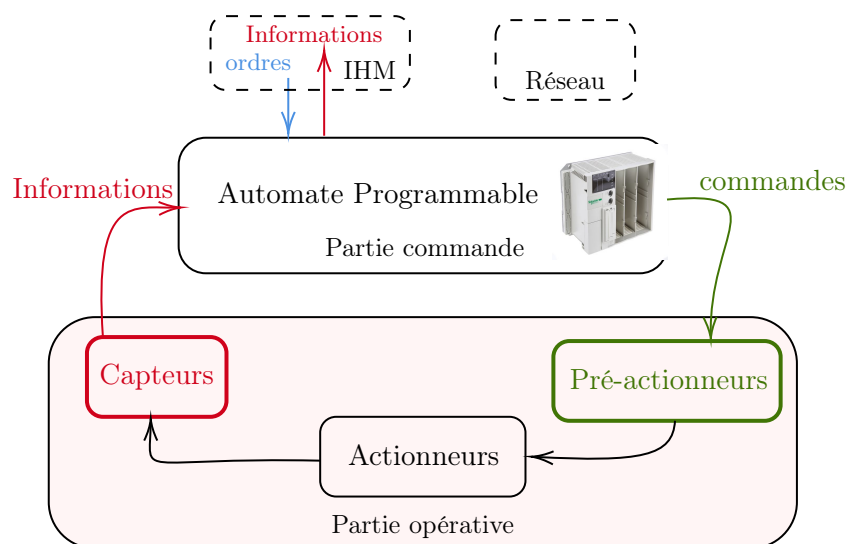 Informations
ordres
IHM
Réseau
Informations
Automate Programmable
commandes
Partie commande
Capteurs
Pré-actionneurs
Actionneurs
Partie opérative